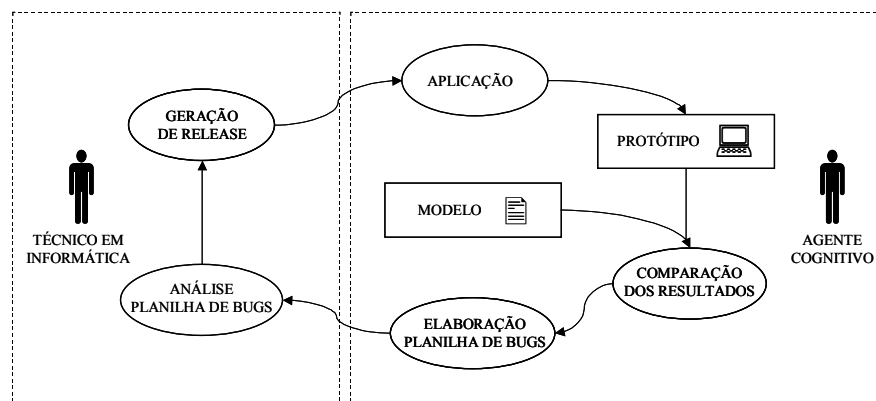 APLICAÇÃO
GERAÇÃO
DE RELEASE
PROTÓTIPO
MODELO
TÉCNICO EM
INFORMÁTICA
AGENTE
COGNITIVO
COMPARAÇÃO
DOS RESULTADOS
ANÁLISE
PLANILHA DE BUGS
ELABORAÇÃO
PLANILHA DE BUGS